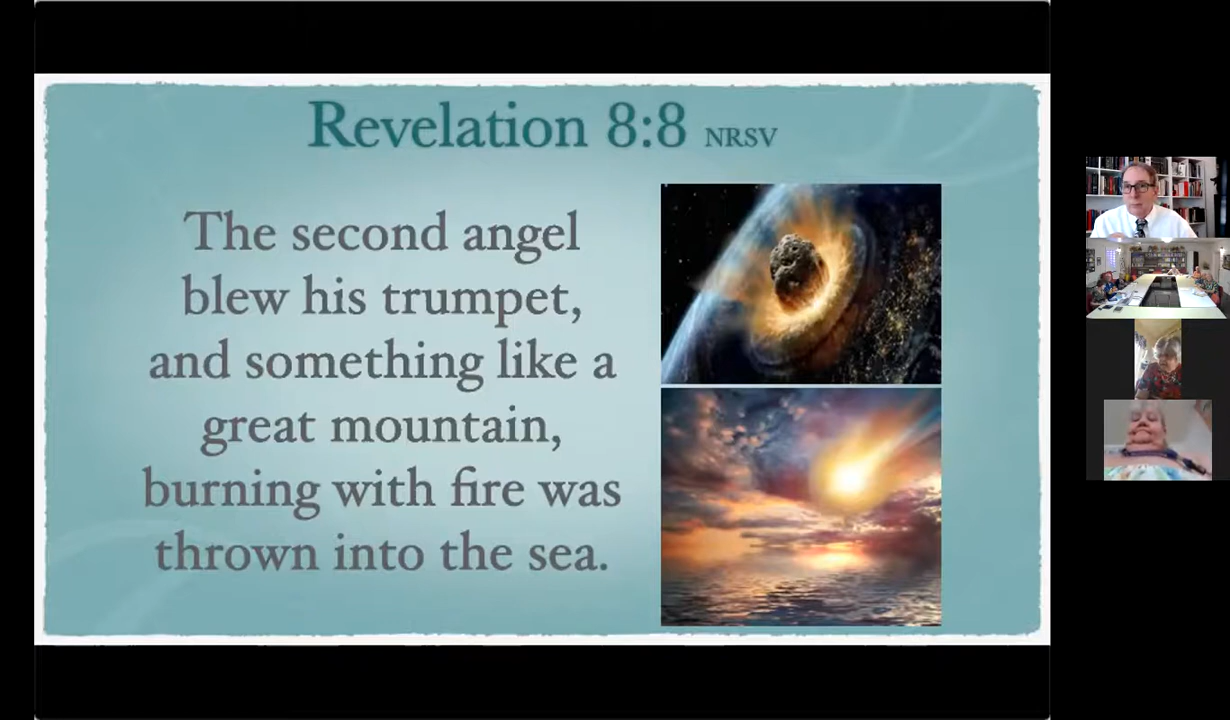 Revelation 8:8 NRSV
The second angel
blew his trumpet,
and something like a
great mountain,
burning with fire was
thrown into the sea.